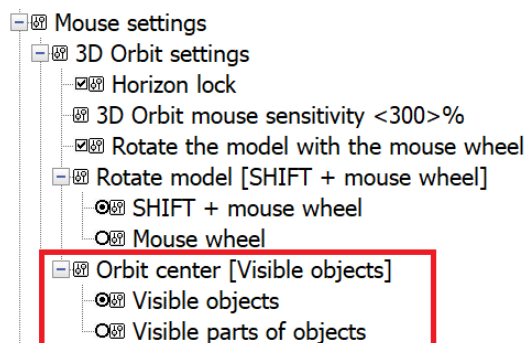 Mouse settings
3D Orbit settings
Horizon lock
3D Orbit mouse sensitivity <300>%
Rotate the model with the mouse wheel
Rotate model [SHIFT + mouse wheel]
SHIFT + mouse wheel
Mouse wheel
Orbit center [Visible objects]
Visible objects
Visible parts of objects